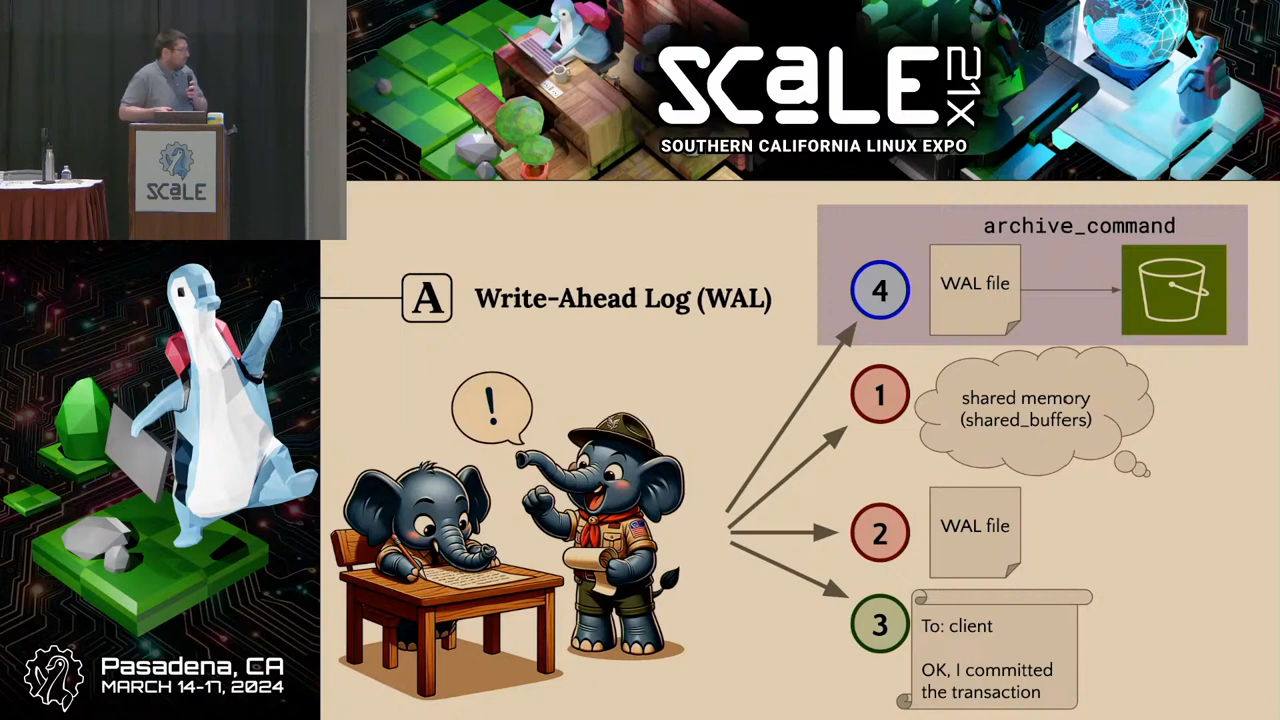 SCaLE 21x
SOUTHERN CALIFORNIA LINUX EXPO
SCaLE
archive_command
A
Write-Ahead Log (WAL)
4
WAL file
!
1
shared memory
(shared_buffers)
2
WAL file
3
To: client
OK, I committed
the transaction
Pasadena, CA
MARCH 14-17, 2024